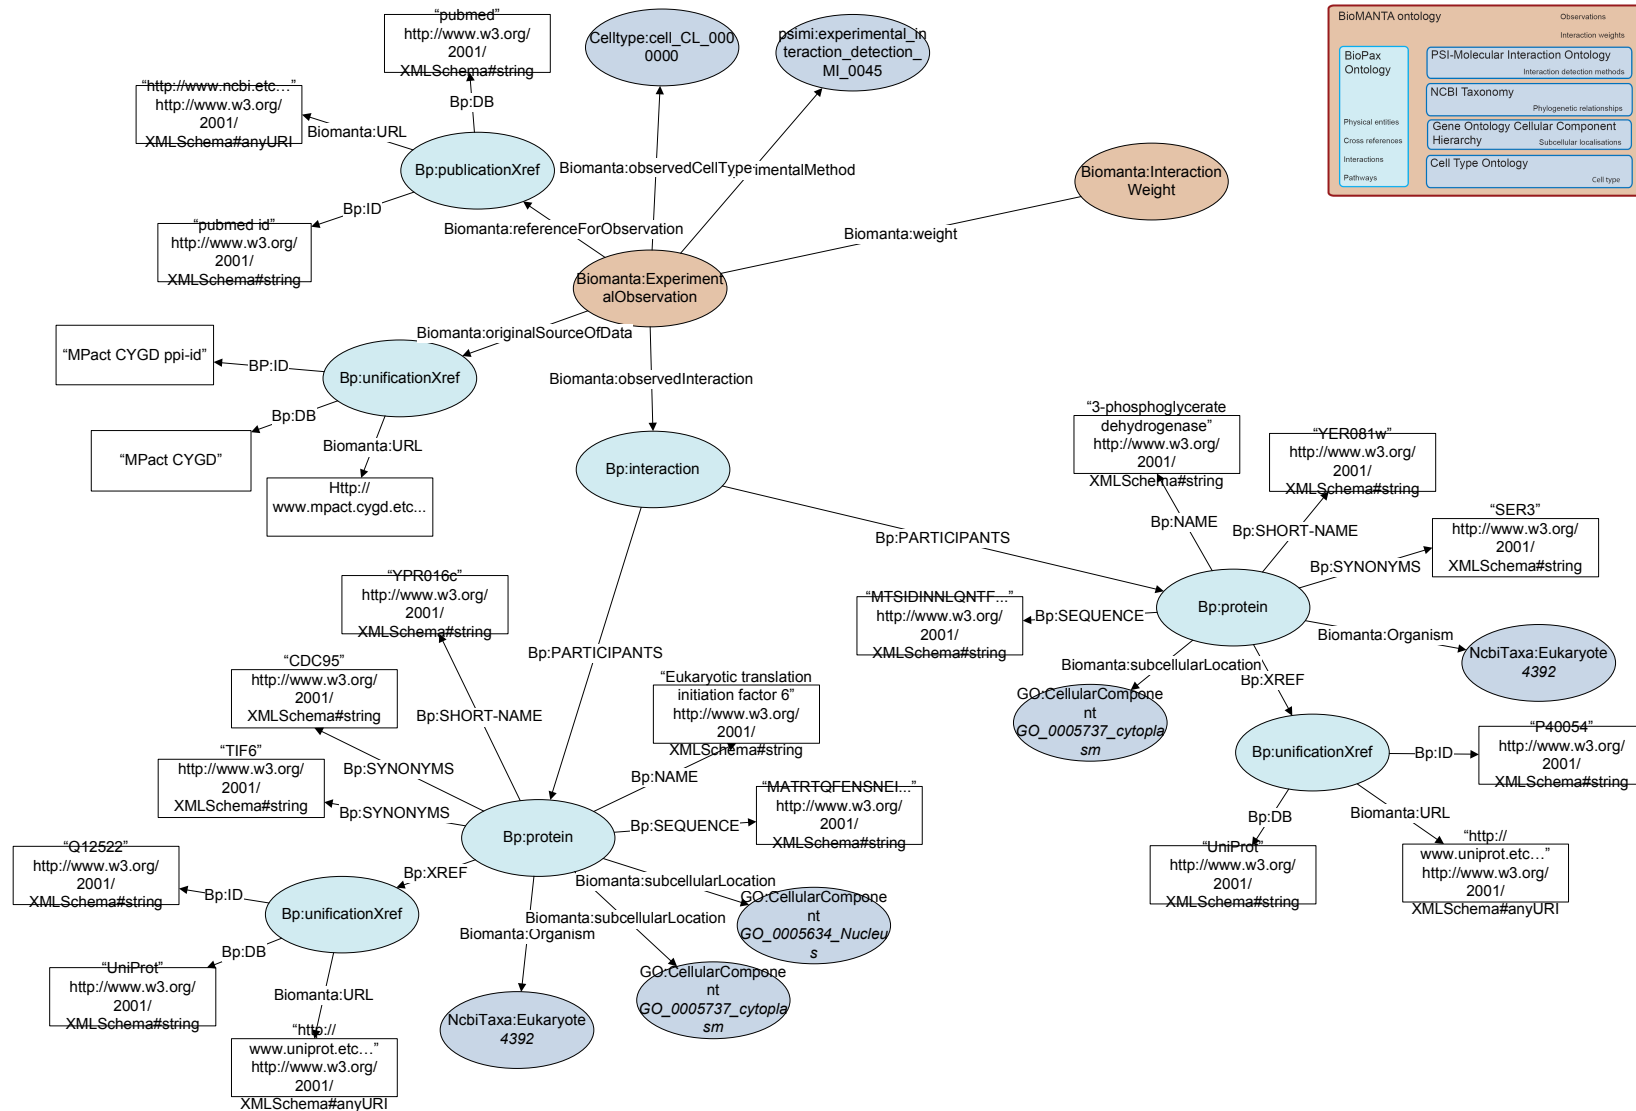 “pubmed”
http://www.w3.org/
2001/
XMLSchema#string
Celltype:cell_CL_000
0000
psimi:experimental_in
teraction_detection_
MI_0045
BioMANTA ontology
Observations
Interaction weights
BioPax
Ontology
Physical entities
Cross references
Interactions
Pathways
PSI-Molecular Interaction Ontology
Interaction detection methods
NCBI Taxonomy
Phylogenetic relationships
Gene Ontology Cellular Component
Hierarchy
Subcellular localisations
Cell Type Ontology
Cell type
“http://www.ncbi.etc…”
http://www.w3.org/
2001/
XMLSchema#anyURI
Bp:DB
Biomanta:URL
Bp:publicationXref
Biomanta:observedCellType
imentalMethod
Biomanta:Interaction
Weight
Bp:ID
“pubmed id”
http://www.w3.org/
2001/
XMLSchema#string
Biomanta:referenceForObservation
Biomanta:weight
Biomanta:Experiment
alObservation
Biomanta:originalSourceOfData
“MPact CYGD ppi-id”
BP:ID
Bp:unificationXref
Biomanta:observedInteraction
Bp:DB
“MPact CYGD”
Biomanta:URL
Http://
www.mpact.cygd.etc...
Bp:interaction
“3-phosphoglycerate
dehydrogenase”
http://www.w3.org/
2001/
XMLSchema#string
“YER081w”
http://www.w3.org/
2001/
XMLSchema#string
Bp:NAME
Bp:SHORT-NAME
“SER3”
http://www.w3.org/
2001/
XMLSchema#string
Bp:PARTICIPANTS
Bp:SYNONYMS
“MTSIDINNLQNTF...”
http://www.w3.org/
2001/
XMLSchema#string
Bp:SEQUENCE
Bp:protein
Biomanta:Organism
NcbiTaxa:Eukaryote
4392
Biomanta:subcellularLocation
Bp:XREF
GO:CellularCompone
nt
GO_0005737_cytopla
sm
Bp:unificationXref
Bp:ID
“P40054”
http://www.w3.org/
2001/
XMLSchema#string
Bp:DB
Biomanta:URL
“UniProt”
http://www.w3.org/
2001/
XMLSchema#string
“http://
www.uniprot.etc…”
http://www.w3.org/
2001/
XMLSchema#anyURI
“YPR016c”
http://www.w3.org/
2001/
XMLSchema#string
Bp:PARTICIPANTS
“CDC95”
http://www.w3.org/
2001/
XMLSchema#string
Bp:SHORT-NAME
“Eukaryotic translation
initiation factor 6”
http://www.w3.org/
2001/
XMLSchema#string
“TIF6”
http://www.w3.org/
2001/
XMLSchema#string
Bp:SYNONYMS
Bp:NAME
Bp:SYNONYMS
“MATRTQFENSNEI...”
http://www.w3.org/
2001/
XMLSchema#string
Bp:SEQUENCE
Bp:protein
“Q12522”
http://www.w3.org/
2001/
XMLSchema#string
Bp:XREF
Bp:ID
Bp:unificationXref
Biomanta:subcellularLocation
Biomanta:subcellularLocation
Biomanta:Organism
GO:CellularCompone
nt
GO_0005634_Nucleu
s
Bp:DB
“UniProt”
http://www.w3.org/
2001/
XMLSchema#string
Biomanta:URL
GO:CellularCompone
nt
GO_0005737_cytopla
sm
NcbiTaxa:Eukaryote
4392
“http://
www.uniprot.etc…”
http://www.w3.org/
2001/
XMLSchema#anyURI